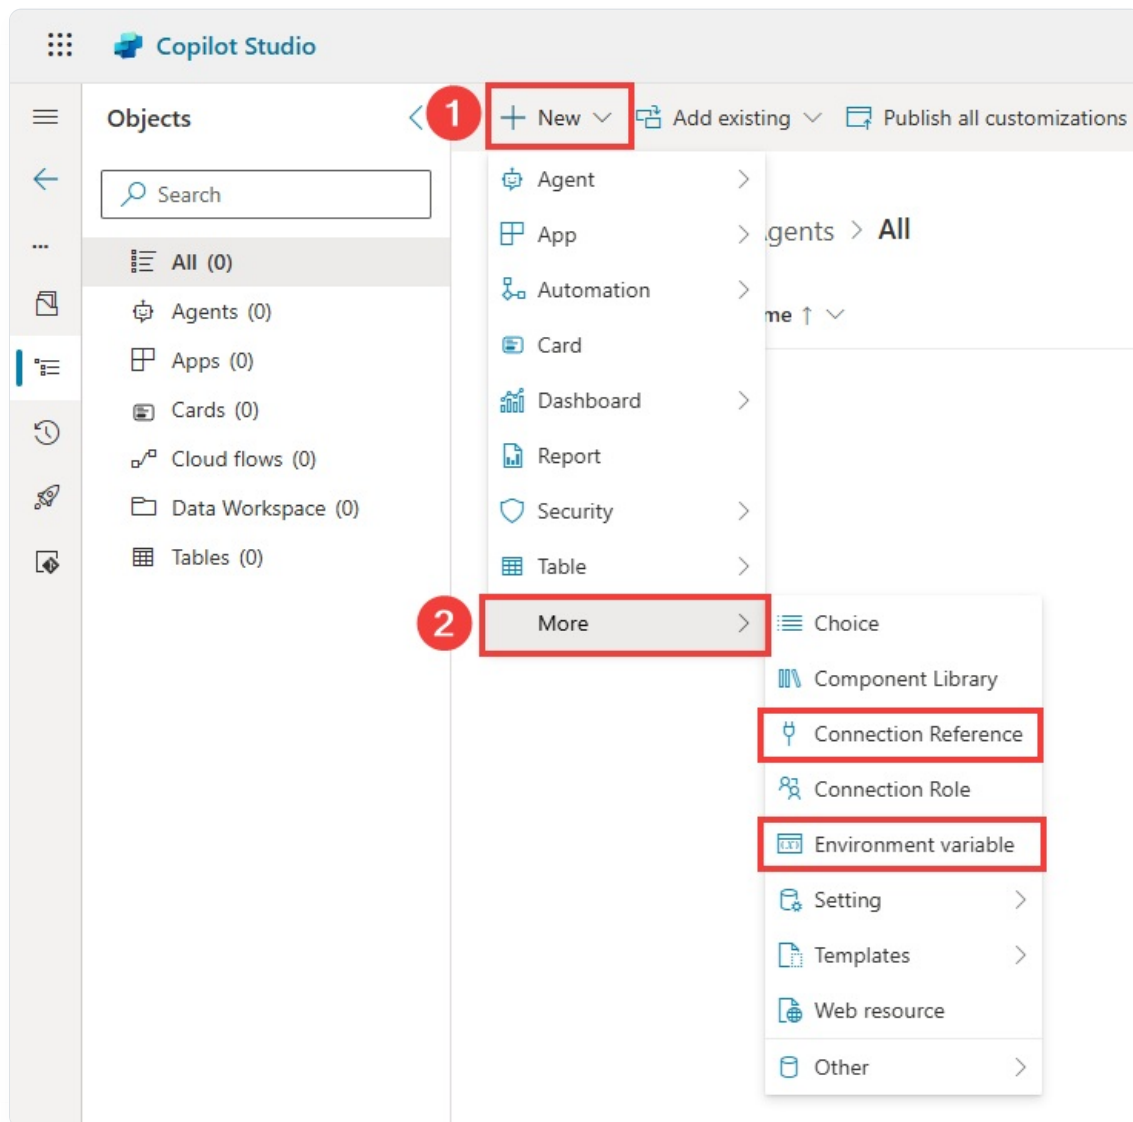 Copilot Studio
Objects
Search
All (0)
Agents (0)
Apps (0)
Cards (0)
Cloud flows (0)
Data Workspace (0)
Tables (0)
1
New
Add existing
Publish all customizations
gents > All
me ↑
Agent
App
Automation
Card
Dashboard
Report
Security
Table
2
More
Choice
Component Library
Connection Reference
Connection Role
Environment variable
Setting
Templates
Web resource
Other